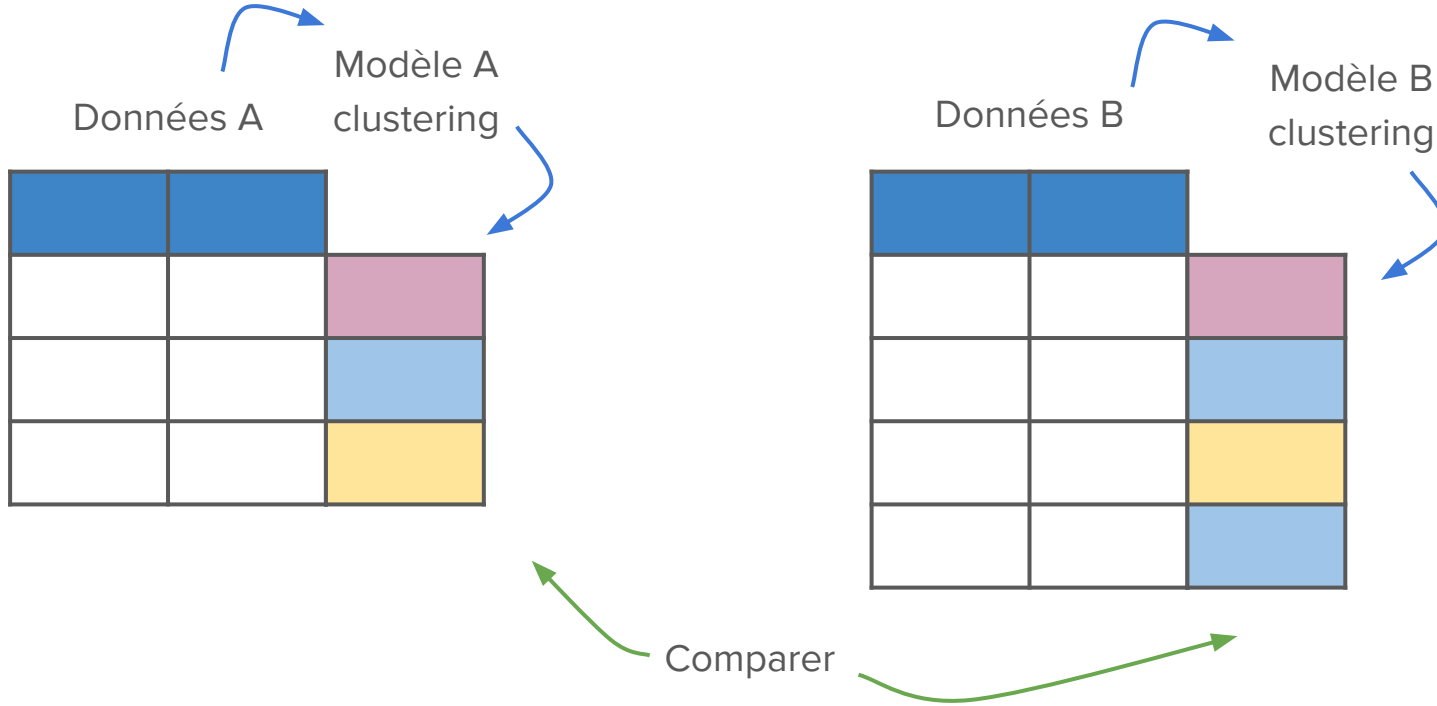 Données A
Modèle A
clustering
Données B
Modèle B
clustering
Comparer